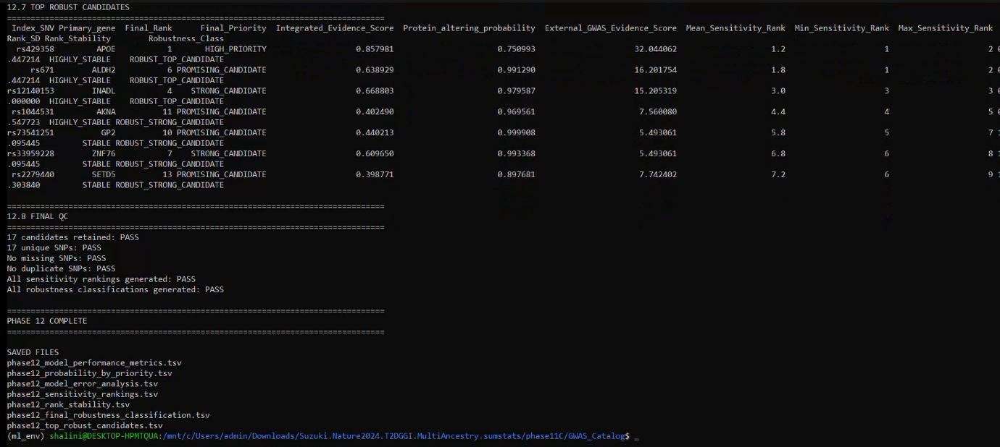 12.7 TOP ROBUST CANDIDATES
================================================================================
Index_SNV Primary_gene Final_Rank Final_Priority Integrated_Evidence_Score Protein_altering_probability External_GWAS_Evidence_Score Mean_Sensitivity_Rank Min_Sensitivity_Rank Max_Sensitivity_Rank
Rank_SD Rank_Stability Robustness_Class
rs429358 APOE 1 HIGH_PRIORITY 0.857981 0.750993 32.044062 1.2 1 2 0
.447214 HIGHLY_STABLE ROBUST_TOP_CANDIDATE
rs671 ALDH2 6 PROMISING_CANDIDATE 0.638929 0.991290 16.201754 1.8 1 2 0
.447214 HIGHLY_STABLE ROBUST_TOP_CANDIDATE
rs12140153 INADL 4 STRONG_CANDIDATE 0.668803 0.979587 15.205319 3.0 3 3 0
.000000 HIGHLY_STABLE ROBUST_TOP_CANDIDATE
rs1044531 AKNA 11 PROMISING_CANDIDATE 0.402490 0.969561 7.560080 4.4 4 5 0
.547723 HIGHLY_STABLE ROBUST_STRONG_CANDIDATE
rs73541251 GP2 10 PROMISING_CANDIDATE 0.440213 0.999908 5.493061 5.8 5 7 1
.095445 STABLE ROBUST_STRONG_CANDIDATE
rs33959228 ZNF76 7 STRONG_CANDIDATE 0.609650 0.993368 5.493061 6.8 6 8 1
.095445 STABLE ROBUST_STRONG_CANDIDATE
rs2279440 SETD5 13 PROMISING_CANDIDATE 0.398771 0.897681 7.742402 7.2 6 9 1
.303840 STABLE ROBUST_STRONG_CANDIDATE
================================================================================
12.8 FINAL QC
================================================================================
17 candidates retained: PASS
17 unique SNPs: PASS
No missing SNPs: PASS
No duplicate SNPs: PASS
All sensitivity rankings generated: PASS
All robustness classifications generated: PASS
================================================================================
PHASE 12 COMPLETE
================================================================================
SAVED FILES
phase12_model_performance_metrics.tsv
phase12_probability_by_priority.tsv
phase12_model_error_analysis.tsv
phase12_sensitivity_rankings.tsv
phase12_rank_stability.tsv
phase12_final_robustness_classification.tsv
phase12_top_robust_candidates.tsv
(ml_env) shalini@DESKTOP-HPMTQUA:/mnt/c/Users/admin/Downloads/Suzuki.Nature2024.T2DGGI.MultiAncestry.sumstats/phase11C/GWAS_Catalog$